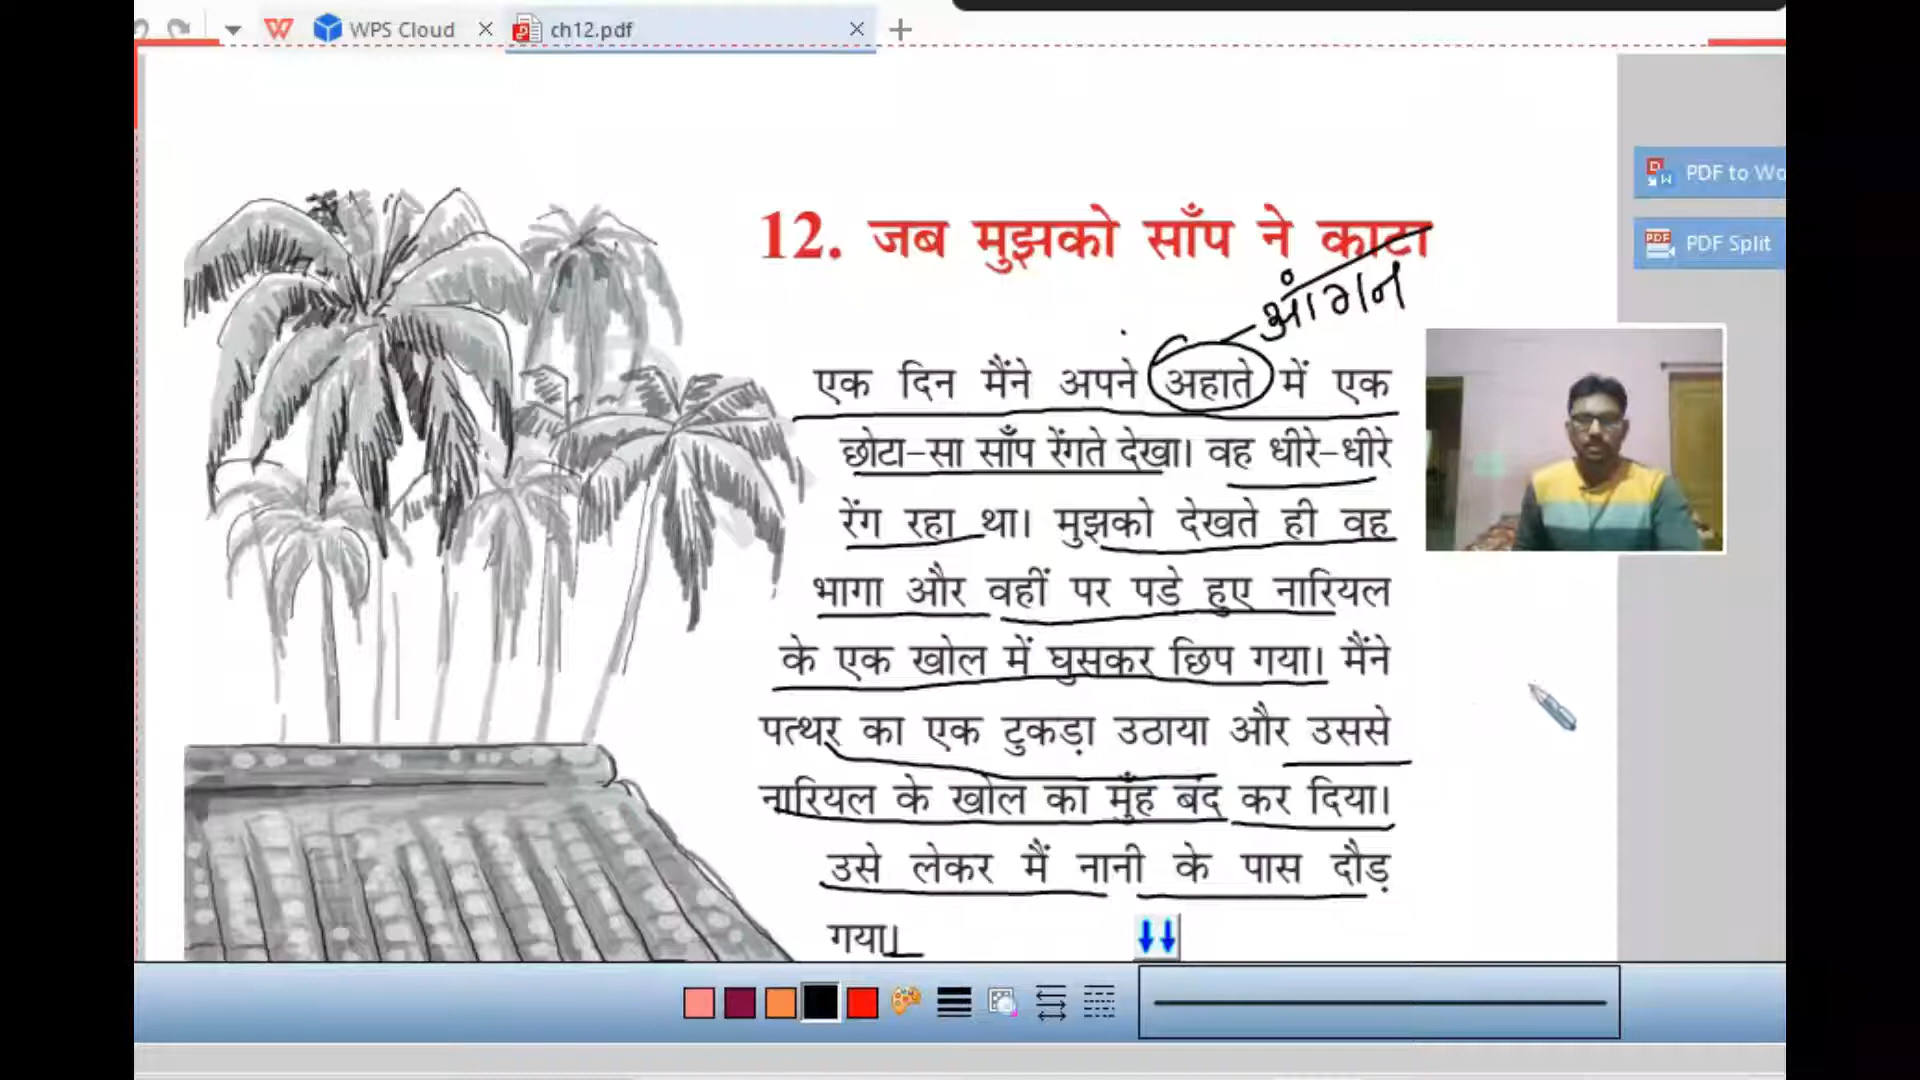 WPS Cloud
ch12.pdf
PDF to Wo
PDF Split
12. जब मुझको साँप ने काटा
आंगन
एक दिन मैंने अपने अहाते में एक
छोटा-सा साँप रेंगते देखा। वह धीरे-धीरे
रेंग रहा था। मुझको देखते ही वह
भागा और वहीं पर पडे हुए नारियल
के एक खोल में घुसकर छिप गया। मैंने
पत्थर का एक टुकड़ा उठाया और उससे
नारियल के खोल का मुँह बंद कर दिया।
उसे लेकर मैं नानी के पास दौड़
गया।